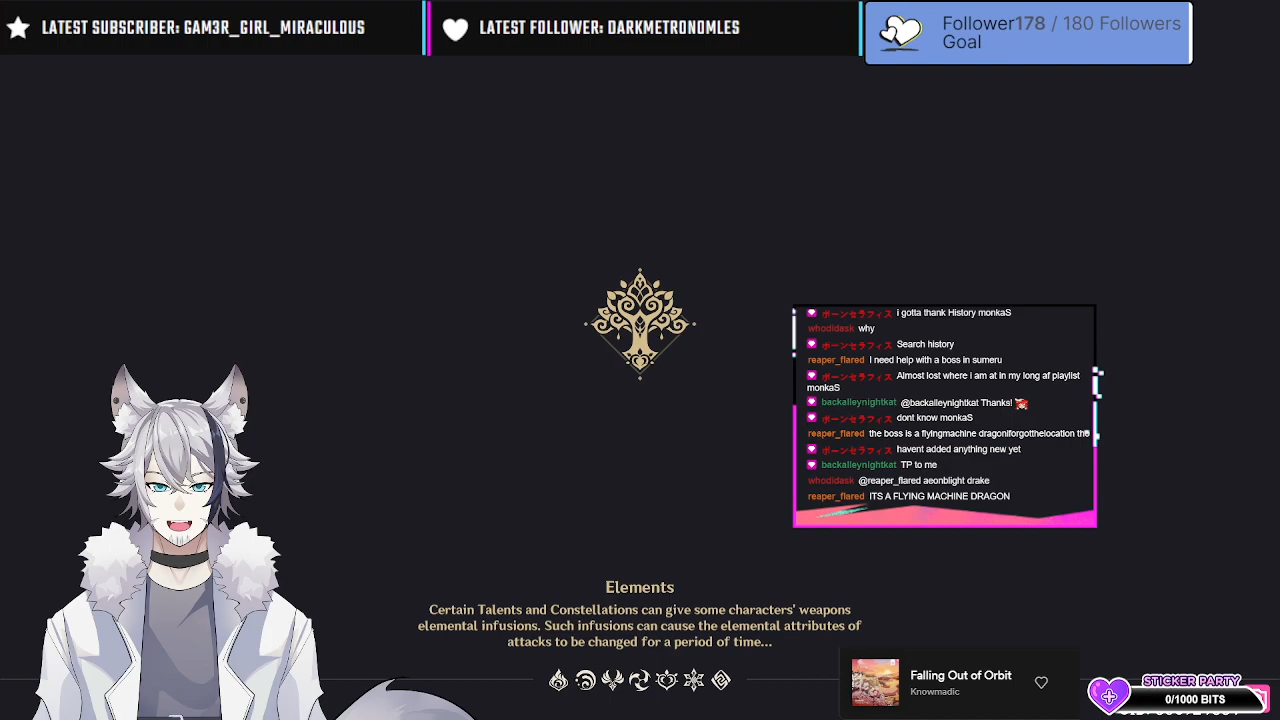 LATEST SUBSCRIBER: GAM3R_GIRL_MIRACULOUS
LATEST FOLLOWER: DARKMETRONOMLES
Follower178 / 180 Followers
Goal
ボーンセラフィス i gotta thank History monkaS
whodidask why
ボーンセラフィス Search history
reaper_flared I need help with a boss in sumeru
ボーンセラフィス Almost lost where i am at in my long af playlist
monkaS
backalleynightkat @backalleynightkat Thanks!
ボーンセラフィス dont know monkaS
reaper_flared the boss is a flyingmachine dragoniforgotthelocation tho
ボーンセラフィス havent added anything new yet
backalleynightkat TP to me
whodidask @reaper_flared aeonblight drake
reaper_flared ITS A FLYING MACHINE DRAGON
Elements
Certain Talents and Constellations can give some characters' weapons
elemental infusions. Such infusions can cause the elemental attributes of
attacks to be changed for a period of time...
Falling Out of Orbit
Knowmadic
STICKER PARTY
0/1000 BITS